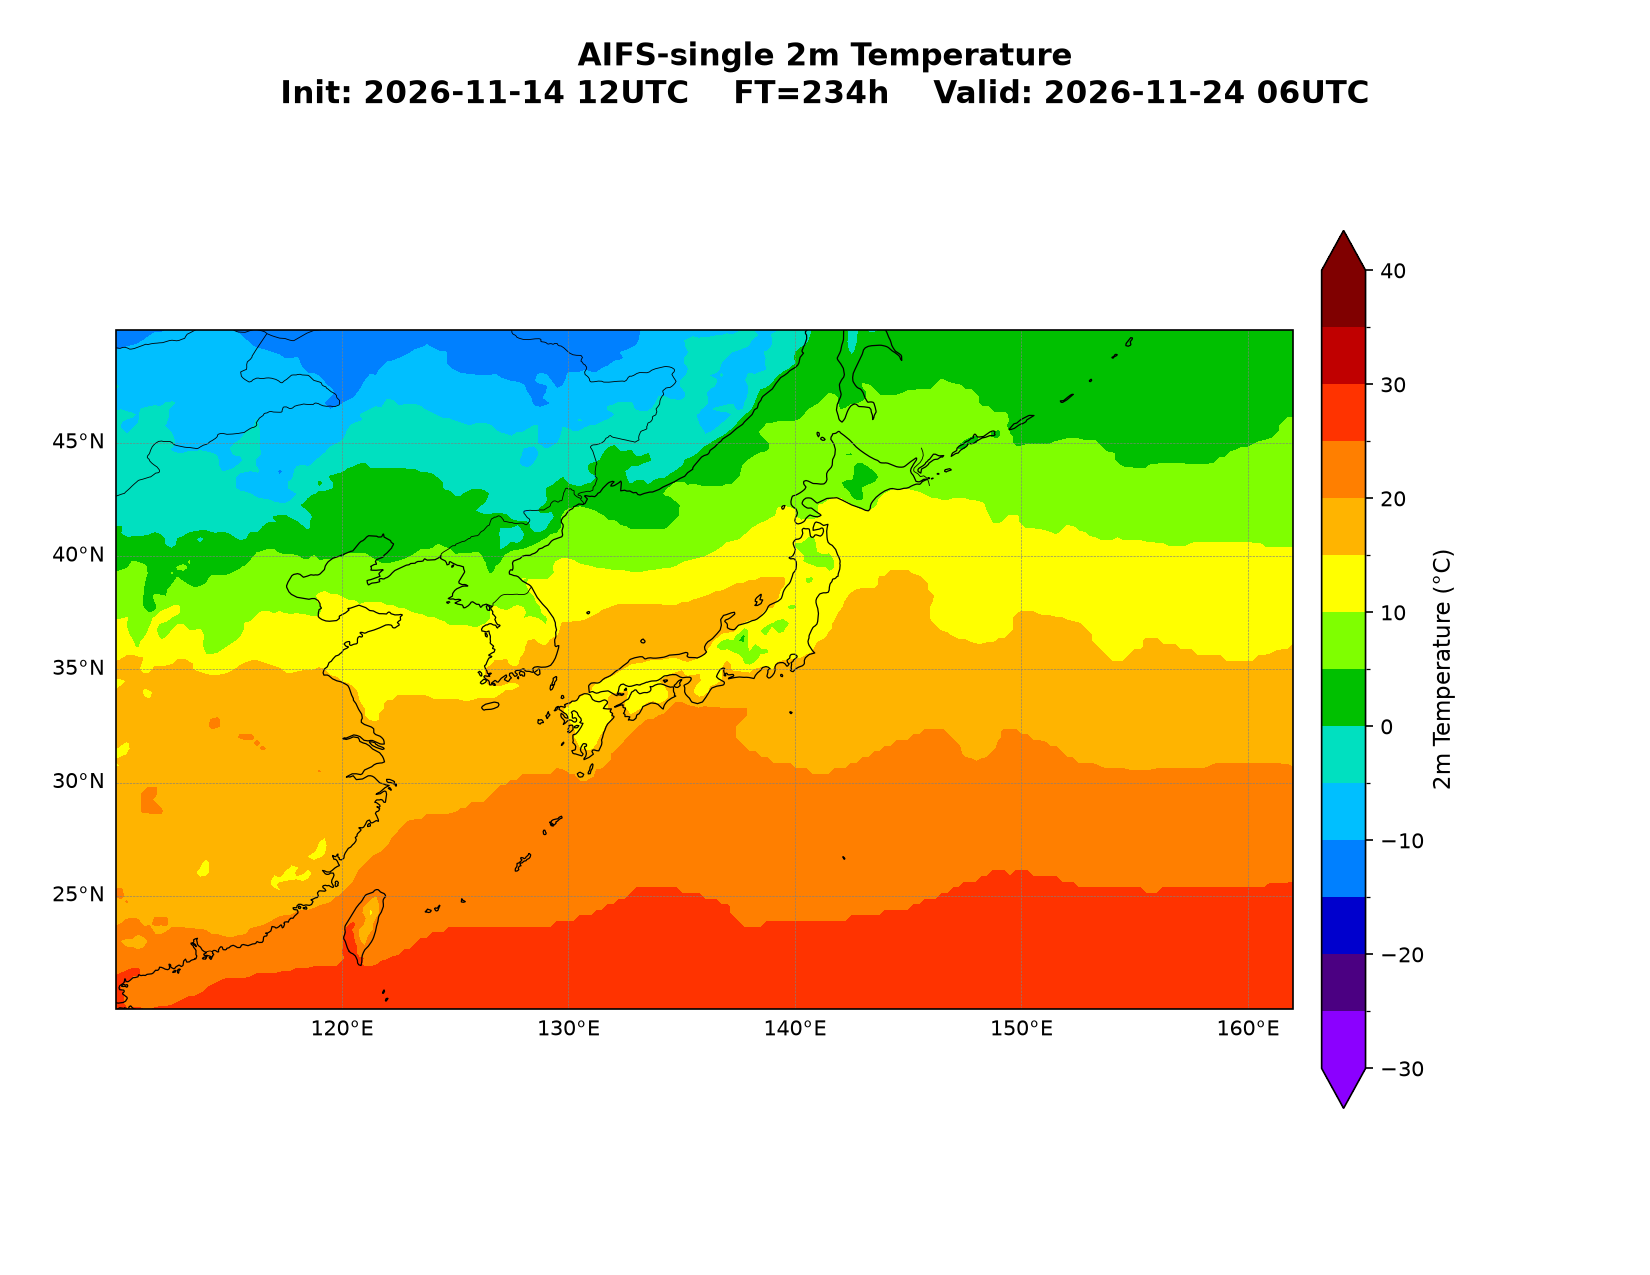 AIFS-single 2m Temperature
Init: 2026-11-14 12UTC    FT=234h    Valid: 2026-11-24 06UTC
45°N
40°N
35°N
30°N
25°N
120°E
130°E
140°E
150°E
160°E
40
30
20
10
0
−10
−20
−30
2m Temperature (°C)